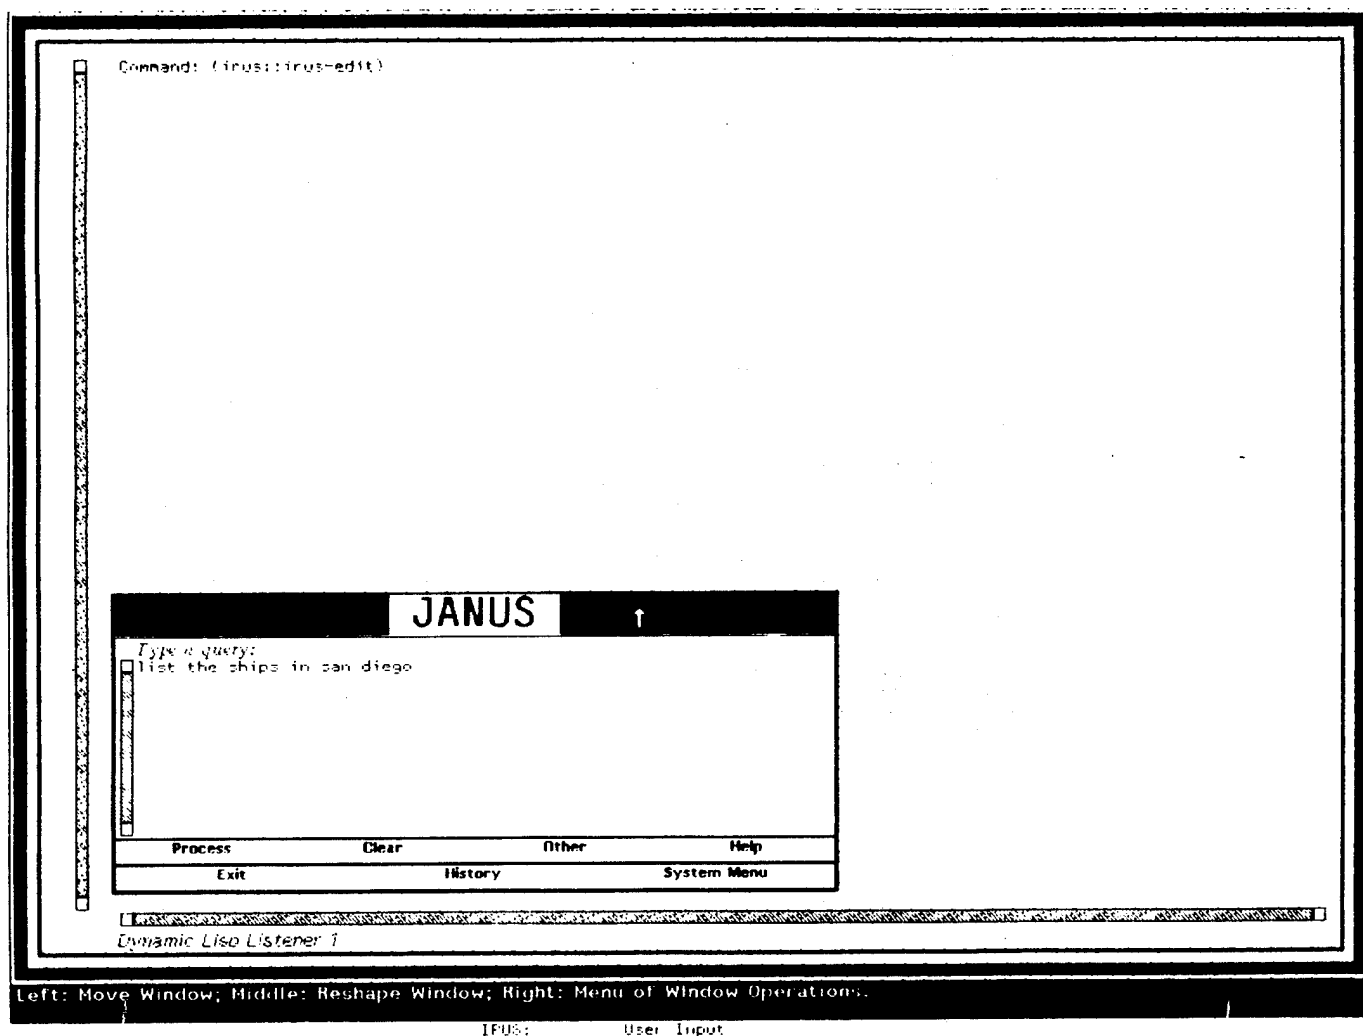 Command: (irus::irus-edit)
JANUS ↑
Type a query:
list the ships in san diego
Process Clear Other Help
Exit History System Menu
Dynamic Lisp Listener 1
Left: Move Window; Middle: Reshape Window; Right: Menu of Window Operations.
IRUS: User Input